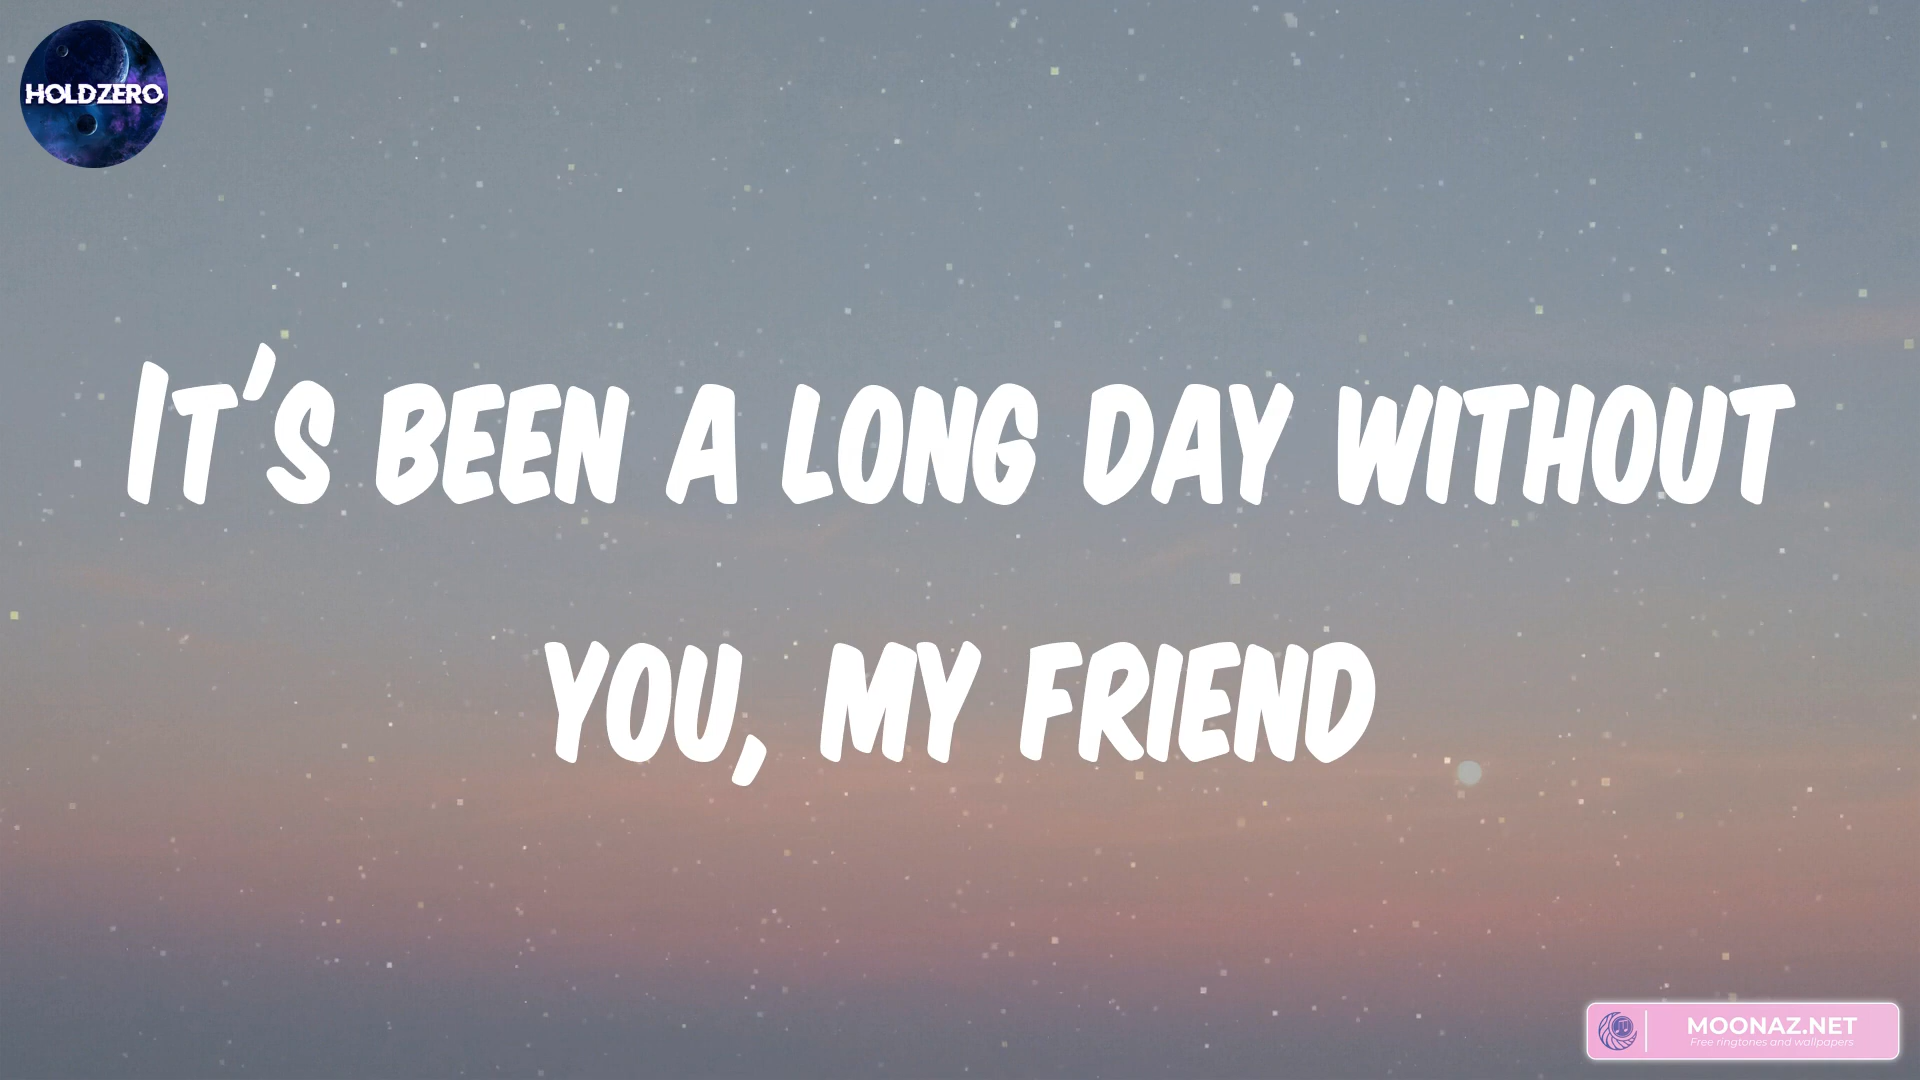 HOLDZERO
It's been a long day without
you, my friend
MOONAZ.NET
Free ringtones and wallpapers